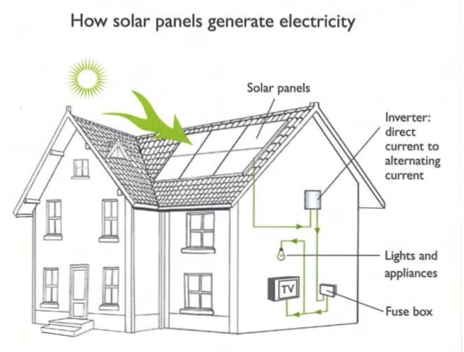 How solar panels generate electricity
Solar panels
Inverter:
direct
current to
alternating
current
Lights and
appliances
TV
Fuse box